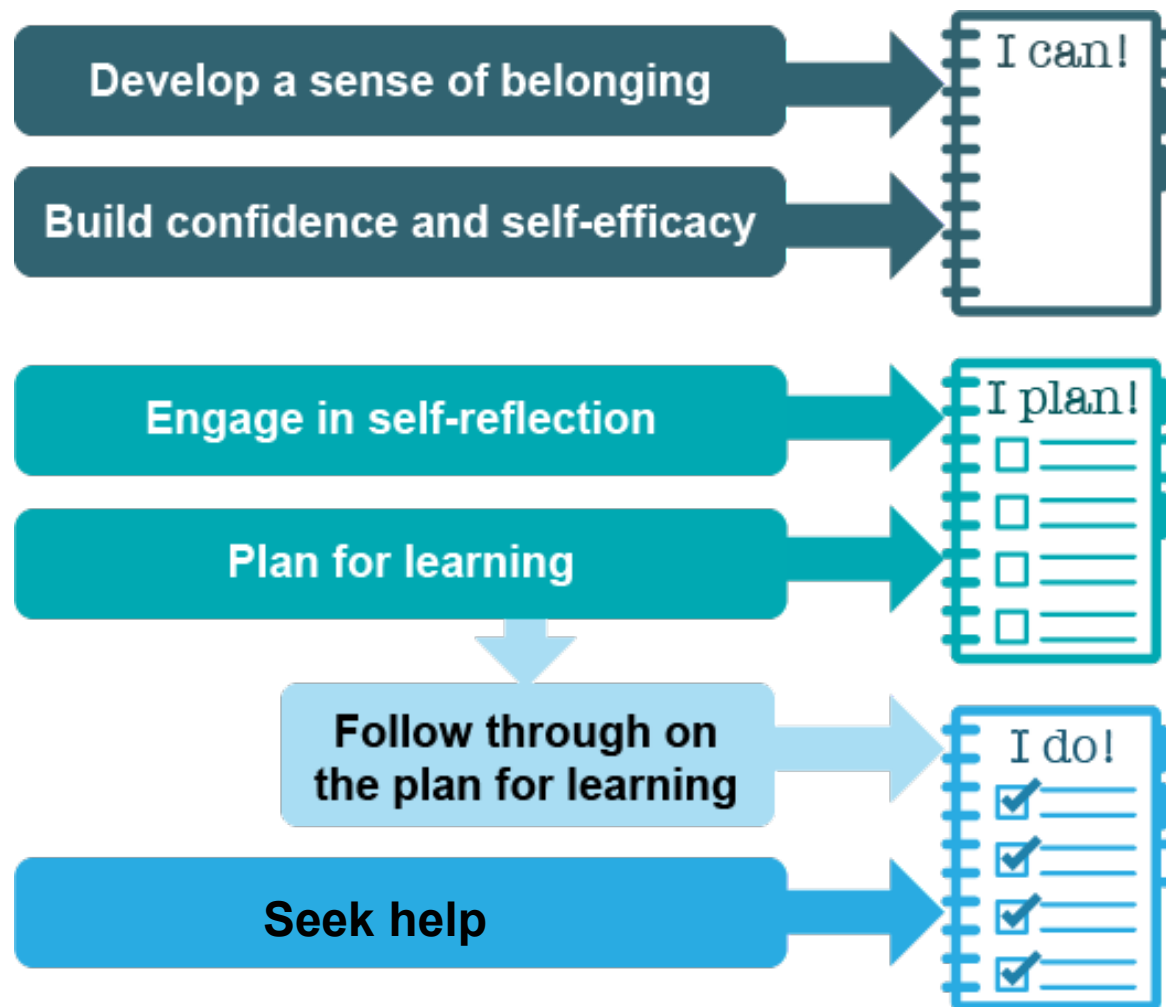 Develop a sense of belonging
I can!
Build confidence and self-efficacy
Engage in self-reflection
I plan!
Plan for learning
Follow through on
the plan for learning
I do!
Seek help